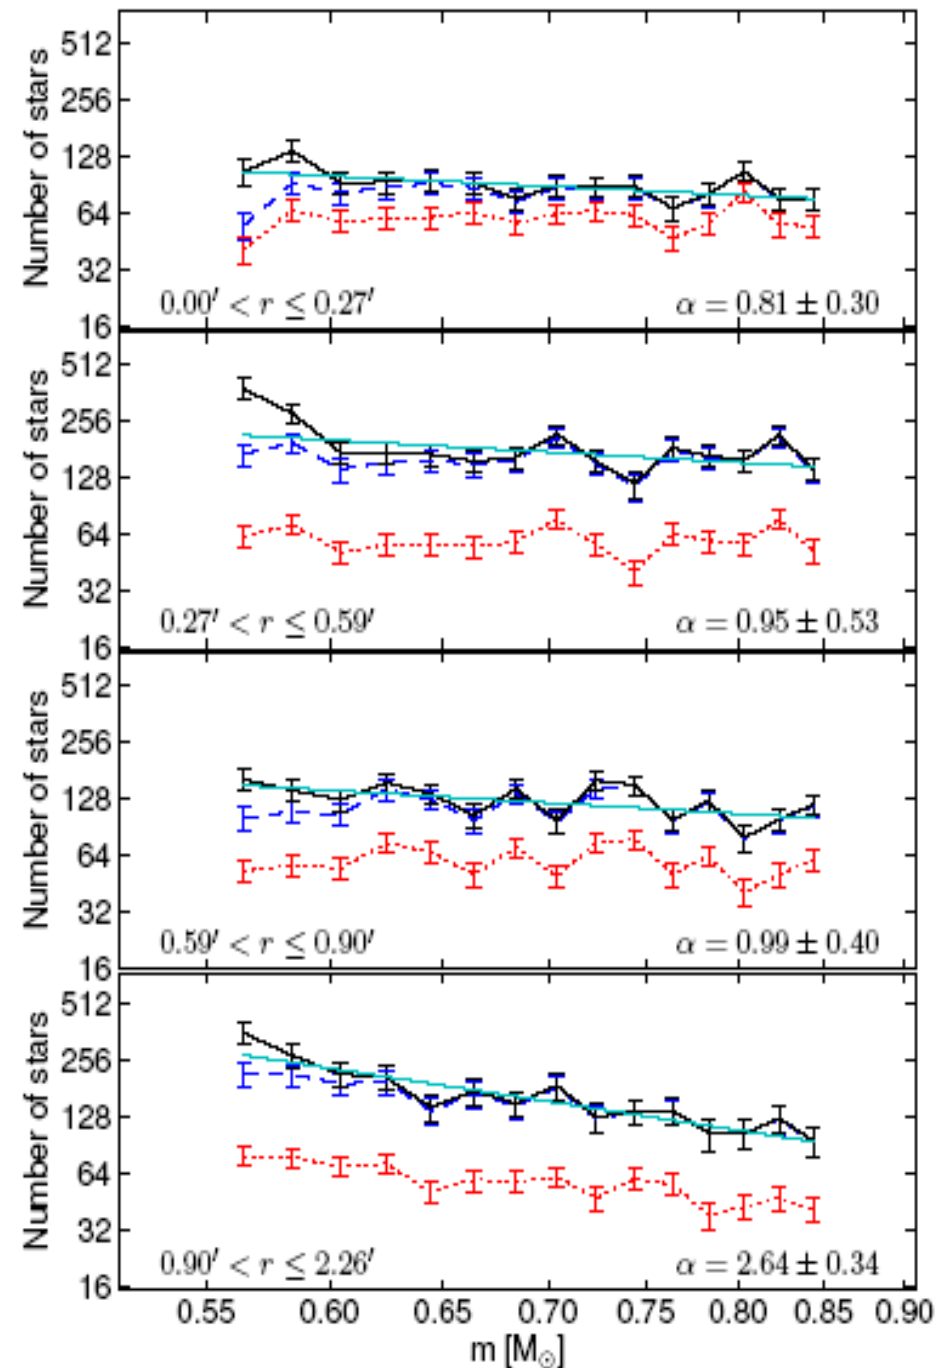 Number of stars
512
256
128
64
32
16
0.00′ < r ≤ 0.27′
α = 0.81 ± 0.30
Number of stars
512
256
128
64
32
16
0.27′ < r ≤ 0.59′
α = 0.95 ± 0.53
Number of stars
512
256
128
64
32
16
0.59′ < r ≤ 0.90′
α = 0.99 ± 0.40
Number of stars
512
256
128
64
32
16
0.90′ < r ≤ 2.26′
α = 2.64 ± 0.34
0.55 0.60 0.65 0.70 0.75 0.80 0.85 0.90
m [M☉]